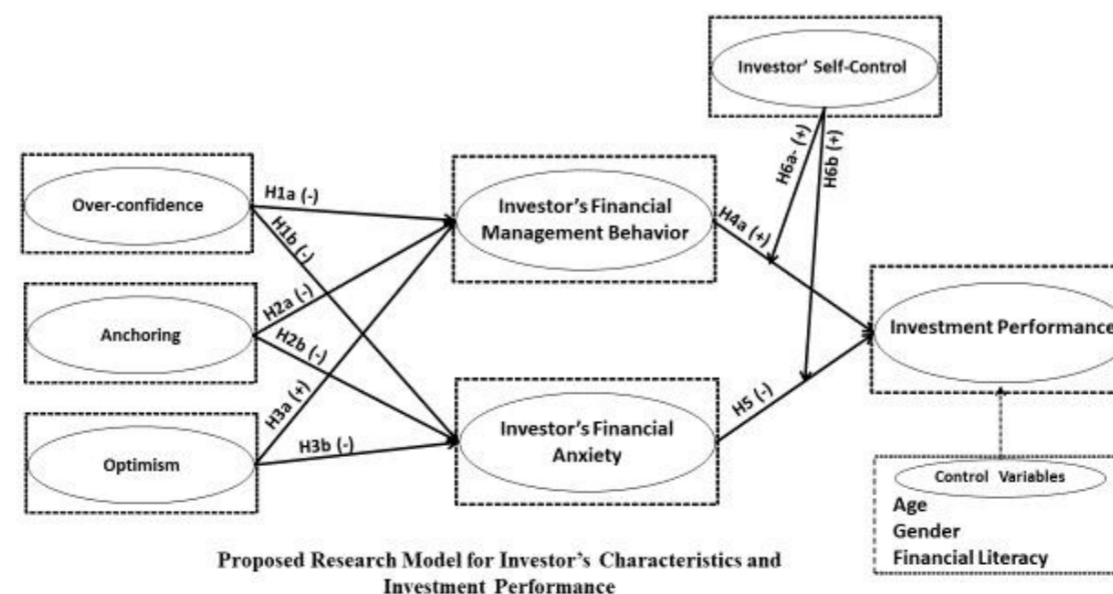 Investor' Self-Control
H6a- (+)
H6b (+)
Over-confidence
H1a (-)
H1b (-)
Investor's Financial
Management Behavior
H4a (+)
Anchoring
H2a (-)
H2b (-)
Investment Performance
Optimism
H3a (+)
H3b (-)
Investor's Financial
Anxiety
H5 (-)
Control Variables
Age
Gender
Financial Literacy
Proposed Research Model for Investor's Characteristics and
Investment Performance